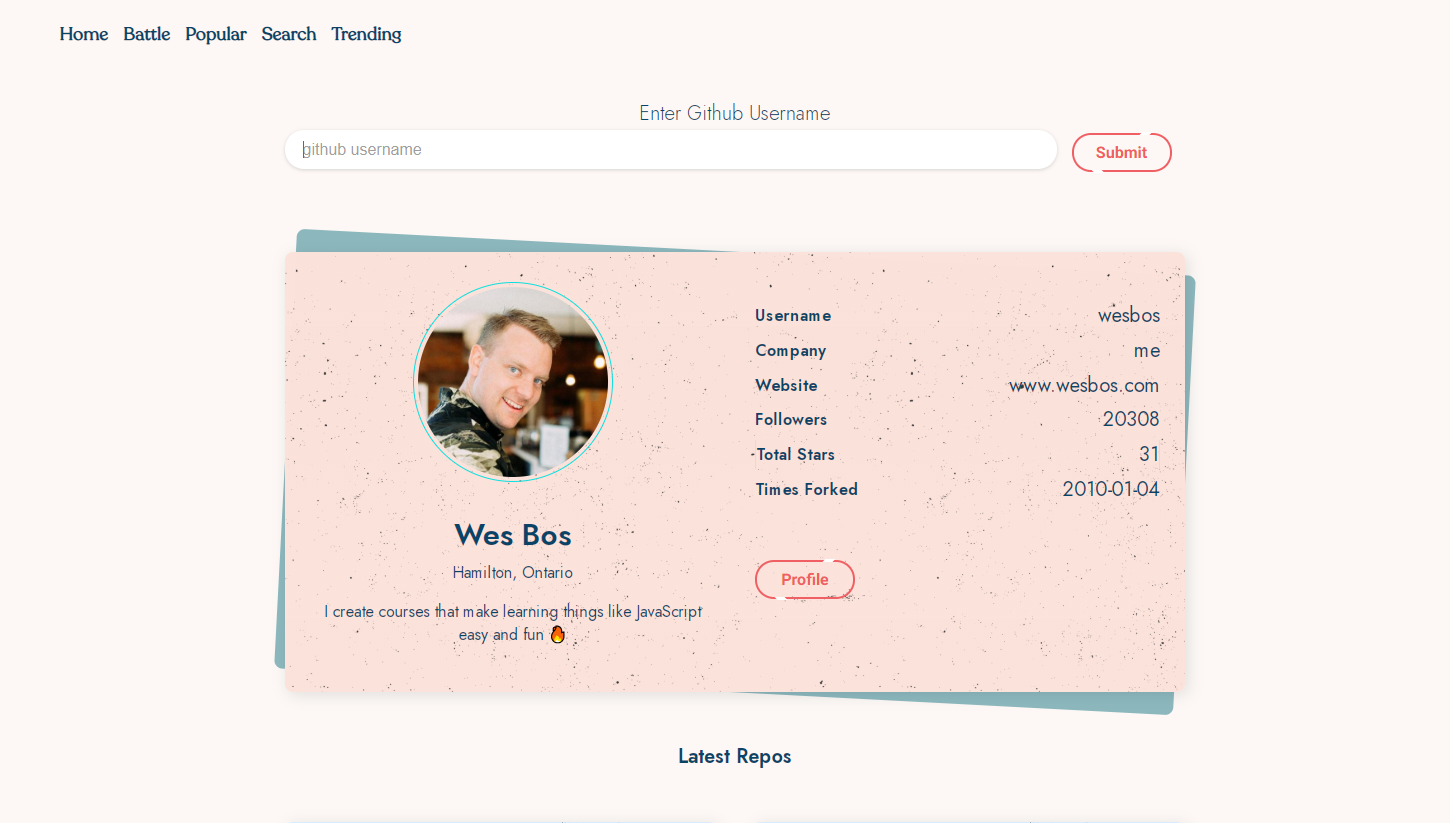 Home Battle Popular Search Trending
Enter Github Username
github username
Submit
Username wesbos
Company me
Website www.wesbos.com
Followers 20308
Total Stars 31
Times Forked 2010-01-04
Profile
Wes Bos
Hamilton, Ontario
I create courses that make learning things like JavaScript
easy and fun 🔥
Latest Repos